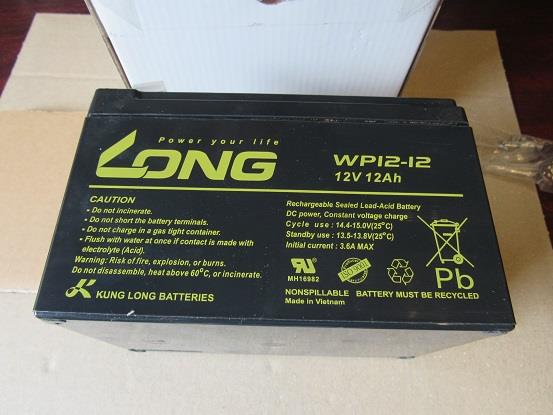 Power your life
LONG
WP12-12
12V 12Ah
CAUTION
- Do not incinerate.
- Do not short the battery terminals.
- Do not charge in a gas tight container.
- Flush with water at once if contact is made with
electrolyte (Acid).
Warning: Risk of fire, explosion, or burns.
Do not disassemble, heat above 60°C, or incinerate.
KUNG LONG BATTERIES
Rechargeable Sealed Lead-Acid Battery
DC power, Constant voltage charge
Cycle use : 14.4-15.0V(25°C)
Standby use : 13.5-13.8V(25°C)
Initial current : 3.6A MAX
MH16982
ISO 9001
Pb
NONSPILLABLE BATTERY MUST BE RECYCLED
Made in Vietnam